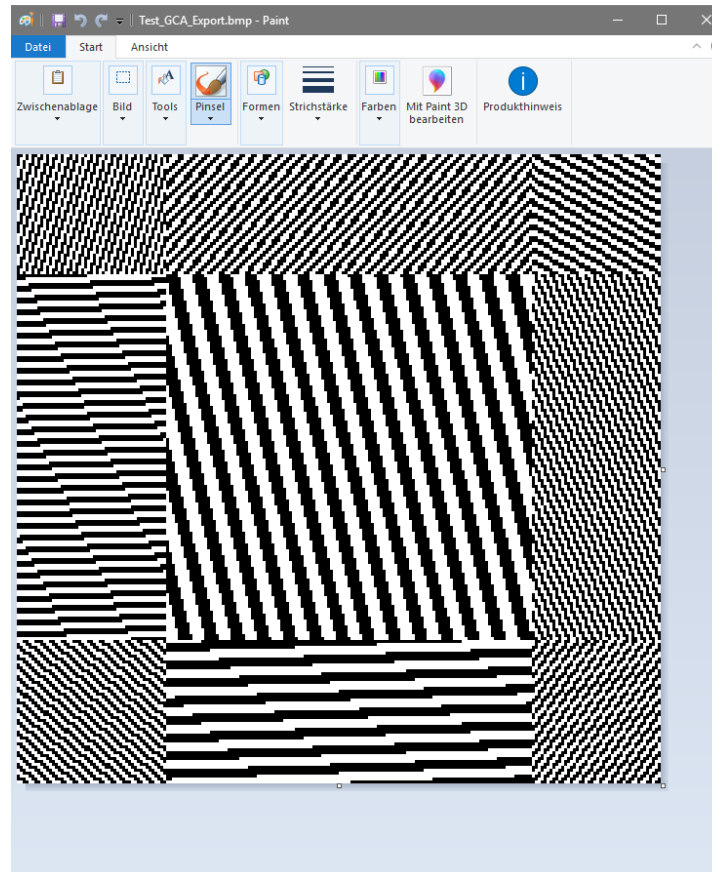 Test_GCA_Export.bmp - Paint
Datei Start Ansicht
Zwischenablage Bild Tools Pinsel Formen Strichstärke Farben Mit Paint 3D bearbeiten Produkthinweis